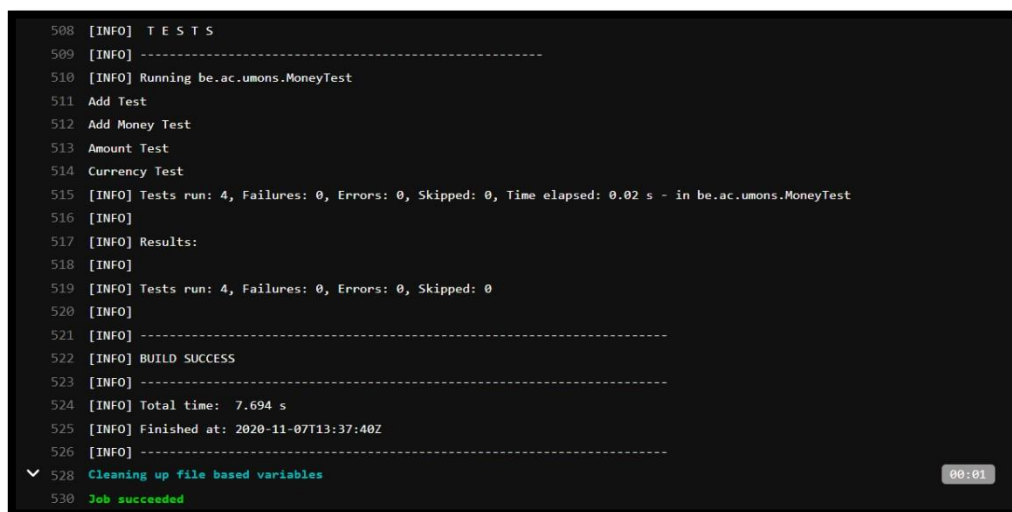 508 [INFO] T E S T S
509 [INFO] -------------------------------------------------------
510 [INFO] Running be.ac.umons.MoneyTest
511 Add Test
512 Add Money Test
513 Amount Test
514 Currency Test
515 [INFO] Tests run: 4, Failures: 0, Errors: 0, Skipped: 0, Time elapsed: 0.02 s - in be.ac.umons.MoneyTest
516 [INFO]
517 [INFO] Results:
518 [INFO]
519 [INFO] Tests run: 4, Failures: 0, Errors: 0, Skipped: 0
520 [INFO]
521 [INFO] ------------------------------------------------------------------------
522 [INFO] BUILD SUCCESS
523 [INFO] ------------------------------------------------------------------------
524 [INFO] Total time:  7.694 s
525 [INFO] Finished at: 2020-11-07T13:37:40Z
526 [INFO] ------------------------------------------------------------------------
528 Cleaning up file based variables 00:01
530 Job succeeded